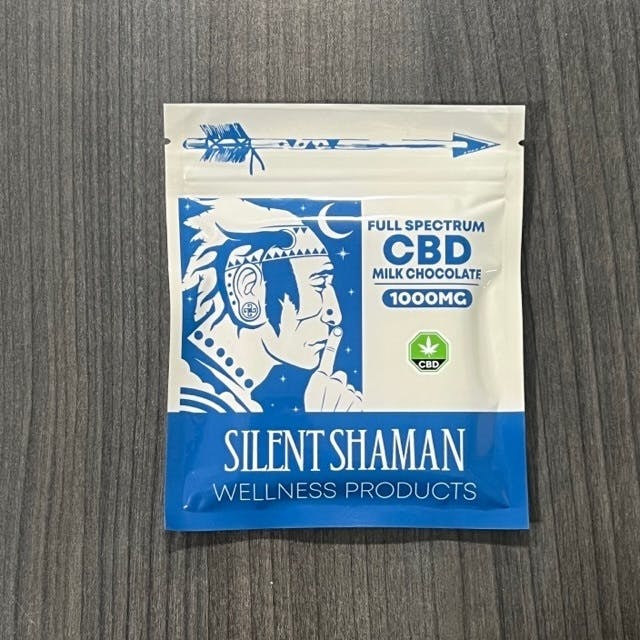 FULL SPECTRUM
CBD
MILK CHOCOLATE
1000MG
CBD
SILENT SHAMAN
WELLNESS PRODUCTS